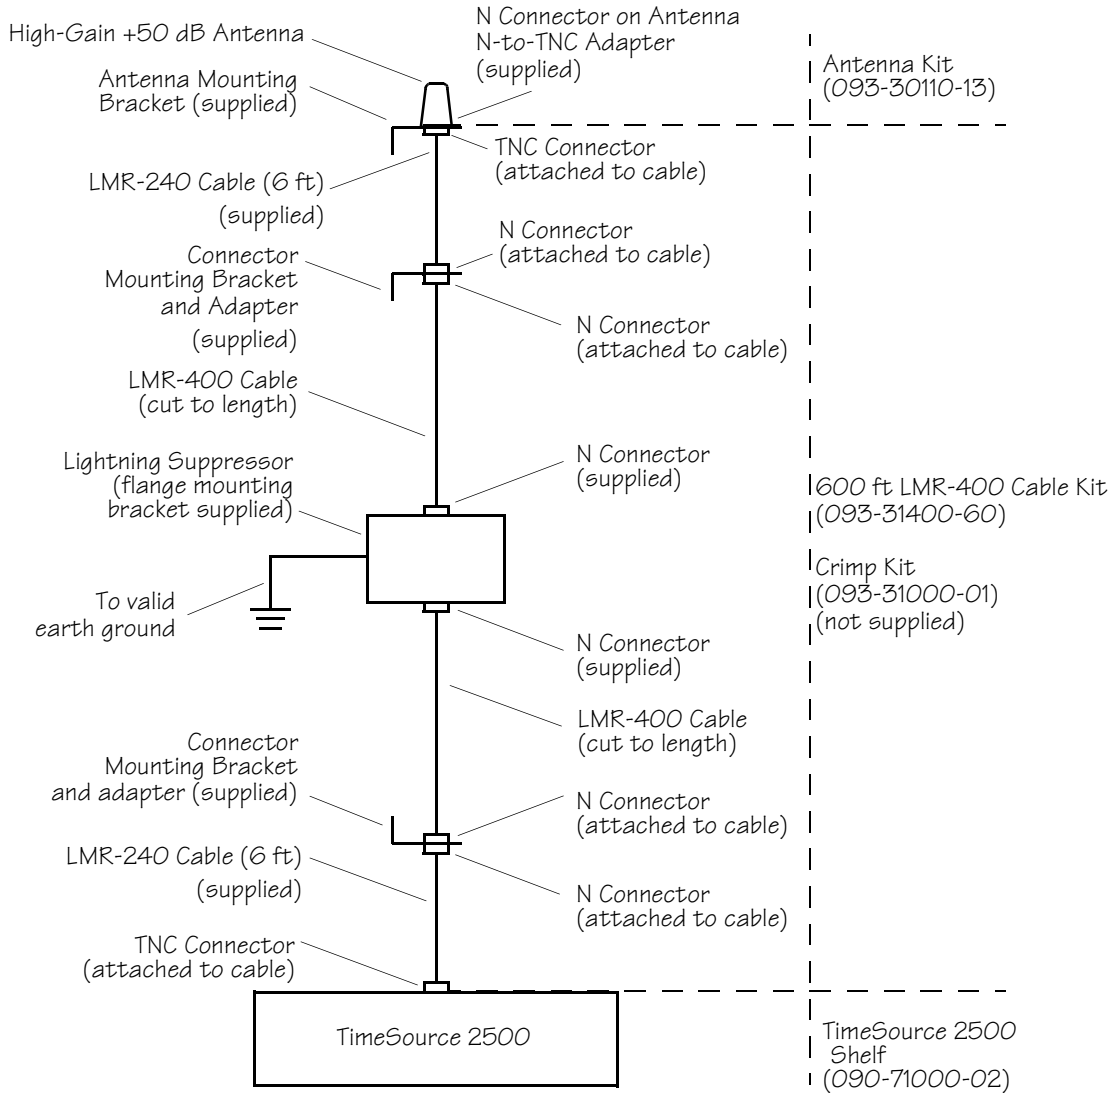 High-Gain +50 dB Antenna
N Connector on Antenna
N-to-TNC Adapter
(supplied)
Antenna Kit
(093-30110-13)
Antenna Mounting
Bracket (supplied)
TNC Connector
(attached to cable)
LMR-240 Cable (6 ft)
(supplied)
N Connector
(attached to cable)
Connector
Mounting Bracket
and Adapter
(supplied)
N Connector
(attached to cable)
LMR-400 Cable
(cut to length)
Lightning Suppressor
(flange mounting
bracket supplied)
N Connector
(supplied)
600 ft LMR-400 Cable Kit
(093-31400-60)
Crimp Kit
(093-31000-01)
(not supplied)
To valid
earth ground
N Connector
(supplied)
LMR-400 Cable
(cut to length)
Connector
Mounting Bracket
and adapter (supplied)
N Connector
(attached to cable)
LMR-240 Cable (6 ft)
(supplied)
N Connector
(attached to cable)
TNC Connector
(attached to cable)
TimeSource 2500
TimeSource 2500
Shelf
(090-71000-02)